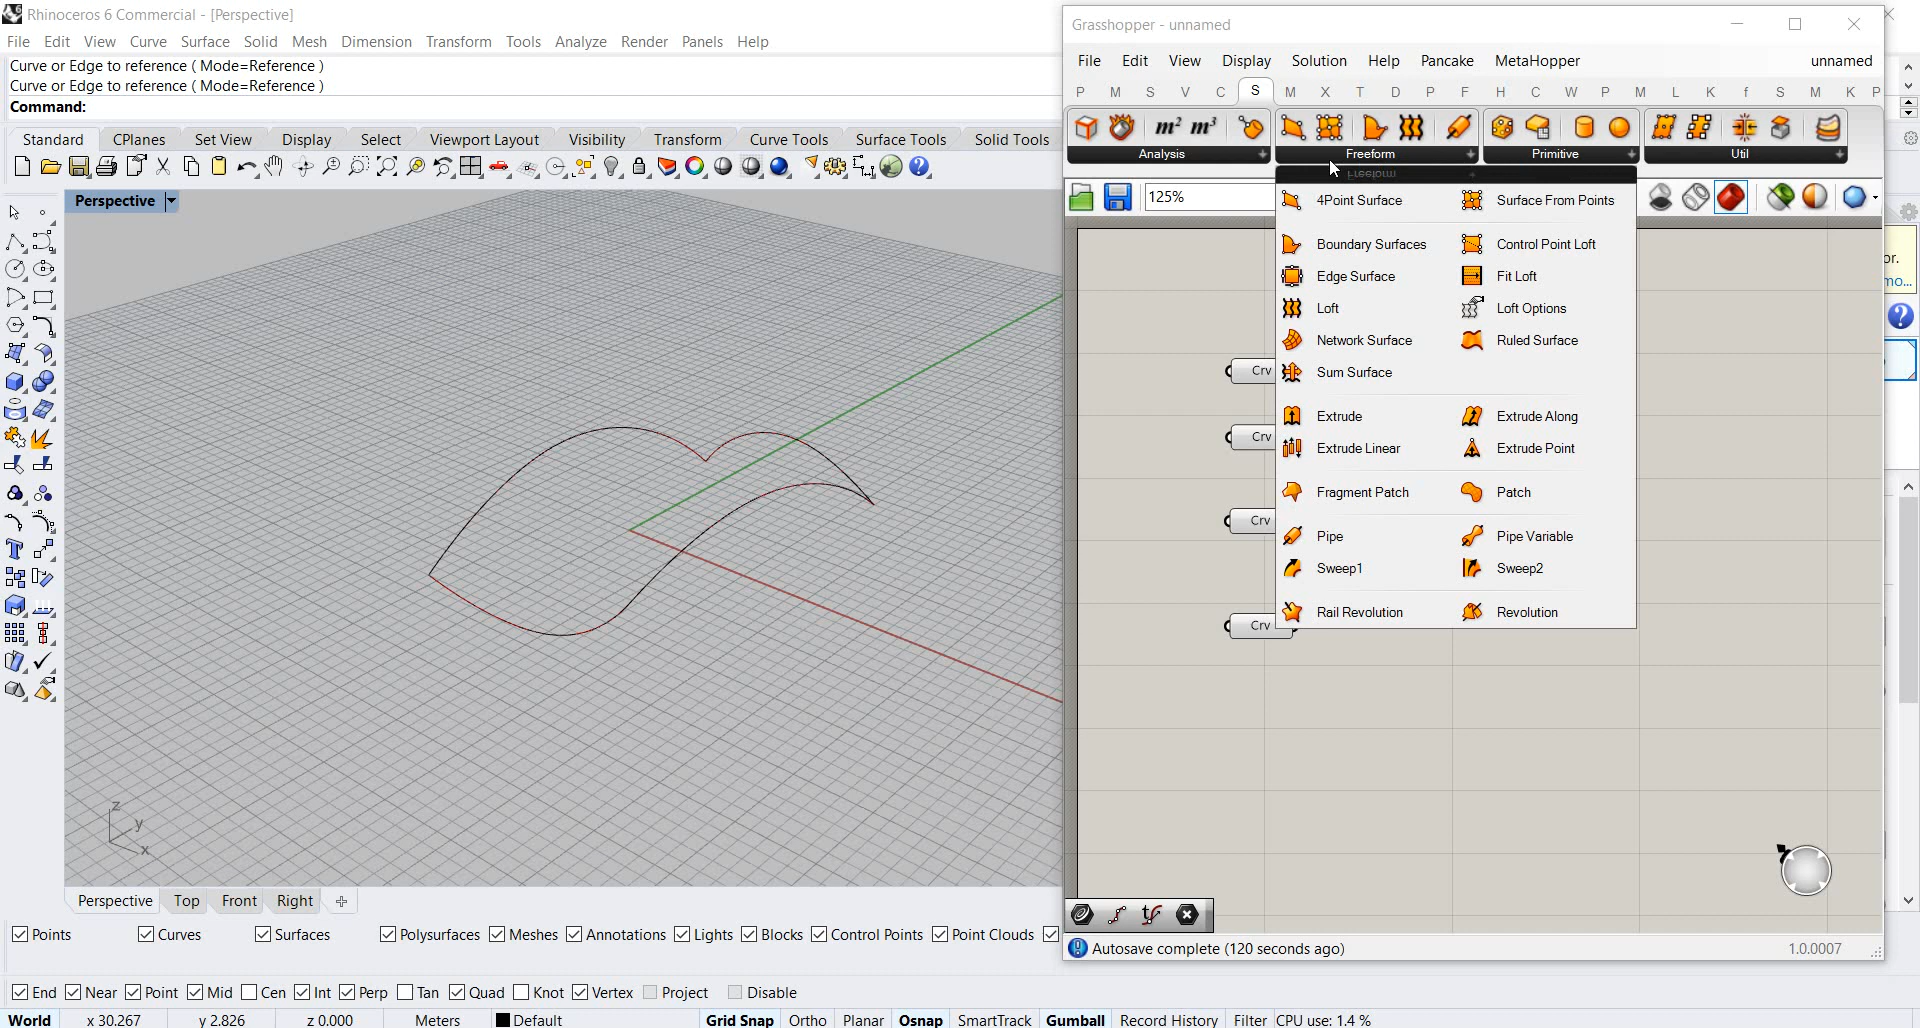 Rhinoceros 6 Commercial - [Perspective]
File Edit View Curve Surface Solid Mesh Dimension Transform Tools Analyze Render Panels Help
Curve or Edge to reference ( Mode=Reference )
Curve or Edge to reference ( Mode=Reference )
Command:
Standard CPlanes Set View Display Select Viewport Layout Visibility Transform Curve Tools Surface Tools Solid Tools
Perspective
z
y
x
Perspective Top Front Right
Points Curves Surfaces Polysurfaces Meshes Annotations Lights Blocks Control Points Point Clouds
End Near Point Mid Cen Int Perp Tan Quad Knot Vertex Project Disable
World x 30.267 y 2.826 z 0.000 Meters Default Grid Snap Ortho Planar Osnap SmartTrack Gumball Record History Filter CPU use: 1.4 %
Grasshopper - unnamed
File Edit View Display Solution Help Pancake MetaHopper unnamed
P M S V C S M X T D P F H C W P M L K f S M K P
m² m³
Analysis Freeform Primitive Util
Freeform
125%
4Point Surface Surface From Points
Boundary Surfaces Control Point Loft
Edge Surface Fit Loft
Loft Loft Options
Network Surface Ruled Surface
Sum Surface
Extrude Extrude Along
Extrude Linear Extrude Point
Fragment Patch Patch
Pipe Pipe Variable
Sweep1 Sweep2
Rail Revolution Revolution
Crv
Crv
Crv
Crv
Autosave complete (120 seconds ago) 1.0.0007
or.
mo...